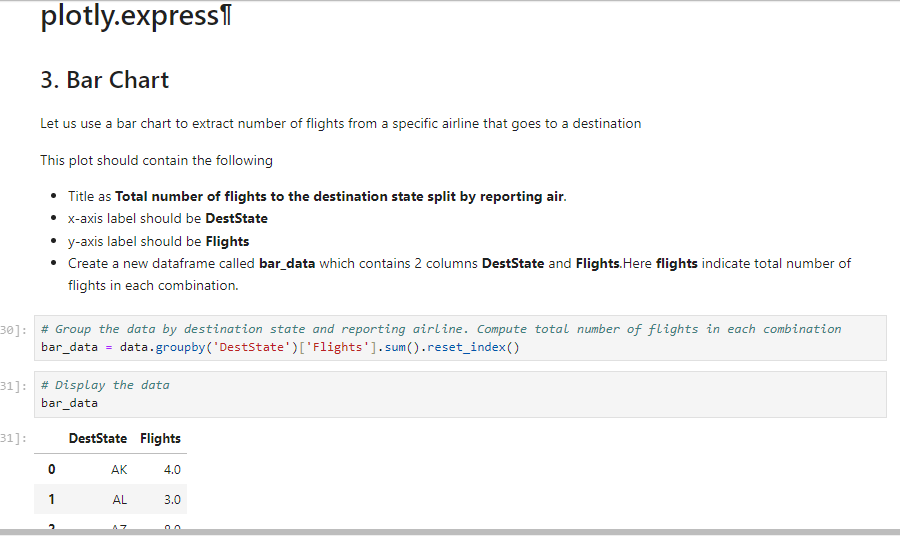 plotly.express¶
3. Bar Chart
Let us use a bar chart to extract number of flights from a specific airline that goes to a destination
This plot should contain the following
• Title as Total number of flights to the destination state split by reporting air.
• x-axis label should be DestState
• y-axis label should be Flights
• Create a new dataframe called bar_data which contains 2 columns DestState and Flights.Here flights indicate total number of
flights in each combination.
30]: # Group the data by destination state and reporting airline. Compute total number of flights in each combination
bar_data = data.groupby('DestState')['Flights'].sum().reset_index()
31]: # Display the data
bar_data
31]: DestState Flights
0 AK 4.0
1 AL 3.0